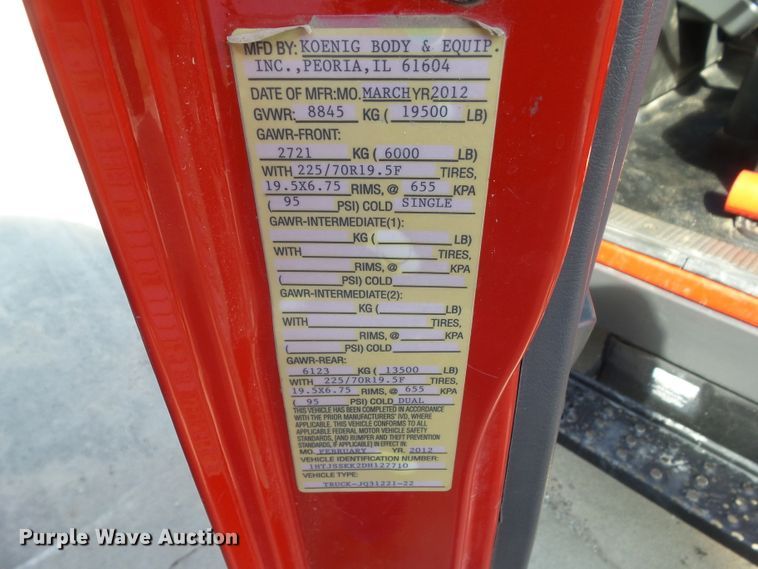 MFD BY: KOENIG BODY & EQUIP.
INC., PEORIA, IL 61604
DATE OF MFR: MO. MARCH YR 2012
GVWR: 8845 KG ( 19500 LB)
GAWR-FRONT:
2721 KG ( 6000 LB)
WITH 225/70R19.5F TIRES,
19.5X6.75 RIMS, @ 655 KPA
( 95 PSI) COLD SINGLE
GAWR-INTERMEDIATE(1):
KG ( LB)
WITH TIRES,
RIMS, @ KPA
( PSI) COLD
GAWR-INTERMEDIATE(2):
KG ( LB)
WITH TIRES,
RIMS, @ KPA
( PSI) COLD
GAWR-REAR:
6123 KG ( 13500 LB)
WITH 225/70R19.5F TIRES,
19.5X6.75 RIMS, @ 655 KPA
( 95 PSI) COLD DUAL
THIS VEHICLE HAS BEEN COMPLETED IN ACCORDANCE
WITH THE PRIOR MANUFACTURERS' IVD, WHERE
APPLICABLE. THIS VEHICLE CONFORMS TO ALL
APPLICABLE FEDERAL MOTOR VEHICLE SAFETY
STANDARDS, (AND BUMPER AND THEFT PREVENTION
STANDARDS, IF APPLICABLE) IN EFFECT IN:
MO. FEBRUARY YR. 2012
VEHICLE IDENTIFICATION NUMBER:
1HTJSSKK2DH127710
VEHICLE TYPE:
TRUCK-JQ31221-22
Purple Wave Auction